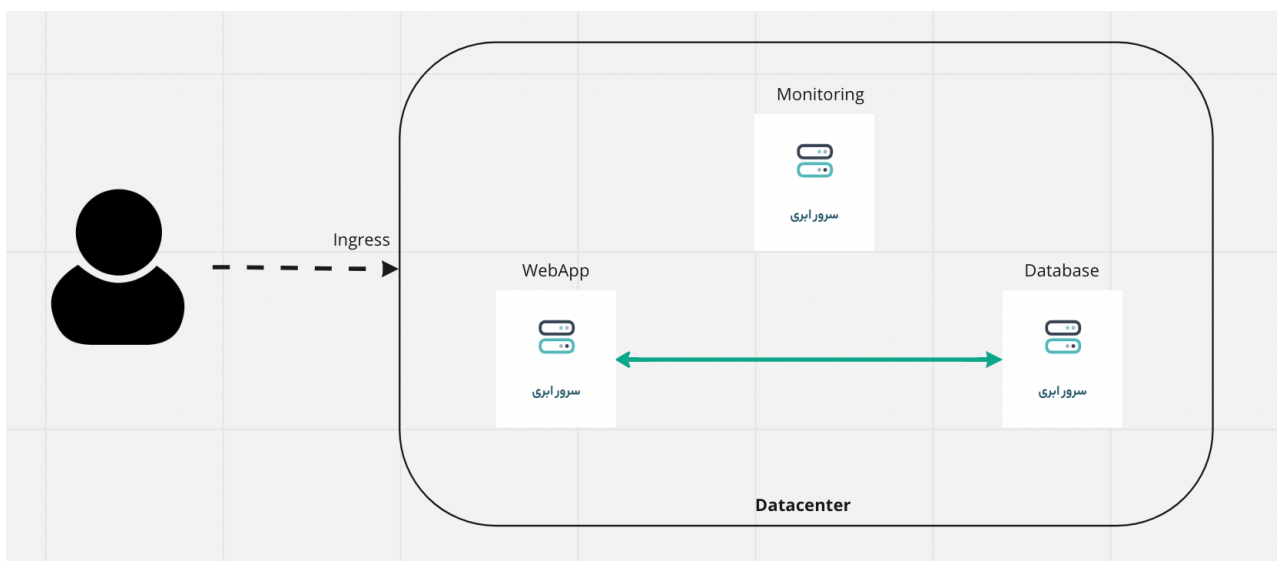 Monitoring
سرور ابری
Ingress
WebApp
Database
سرور ابری
سرور ابری
Datacenter